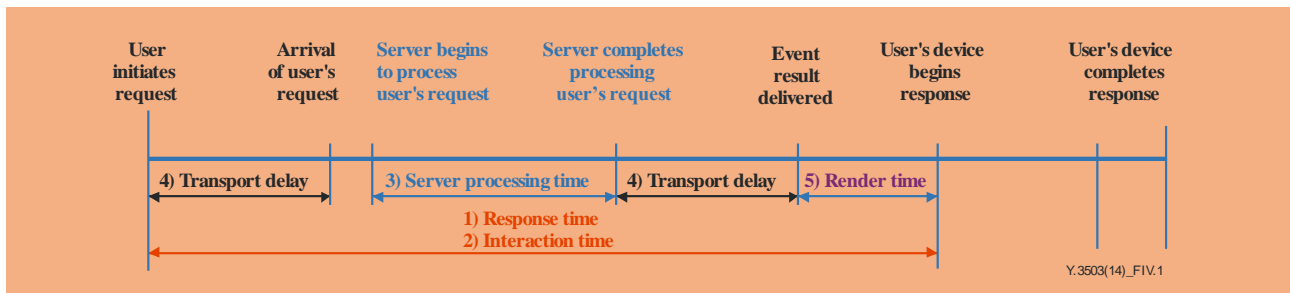 User
initiates
request
Arrival
of user's
request
Server begins
to process
user's request
Server completes
processing
user’s request
Event
result
delivered
User's device
begins
response
User's device
completes
response
4) Transport delay
3) Server processing time
4) Transport delay
5) Render time
1) Response time
2) Interaction time
Y.3503(14)_FIV.1